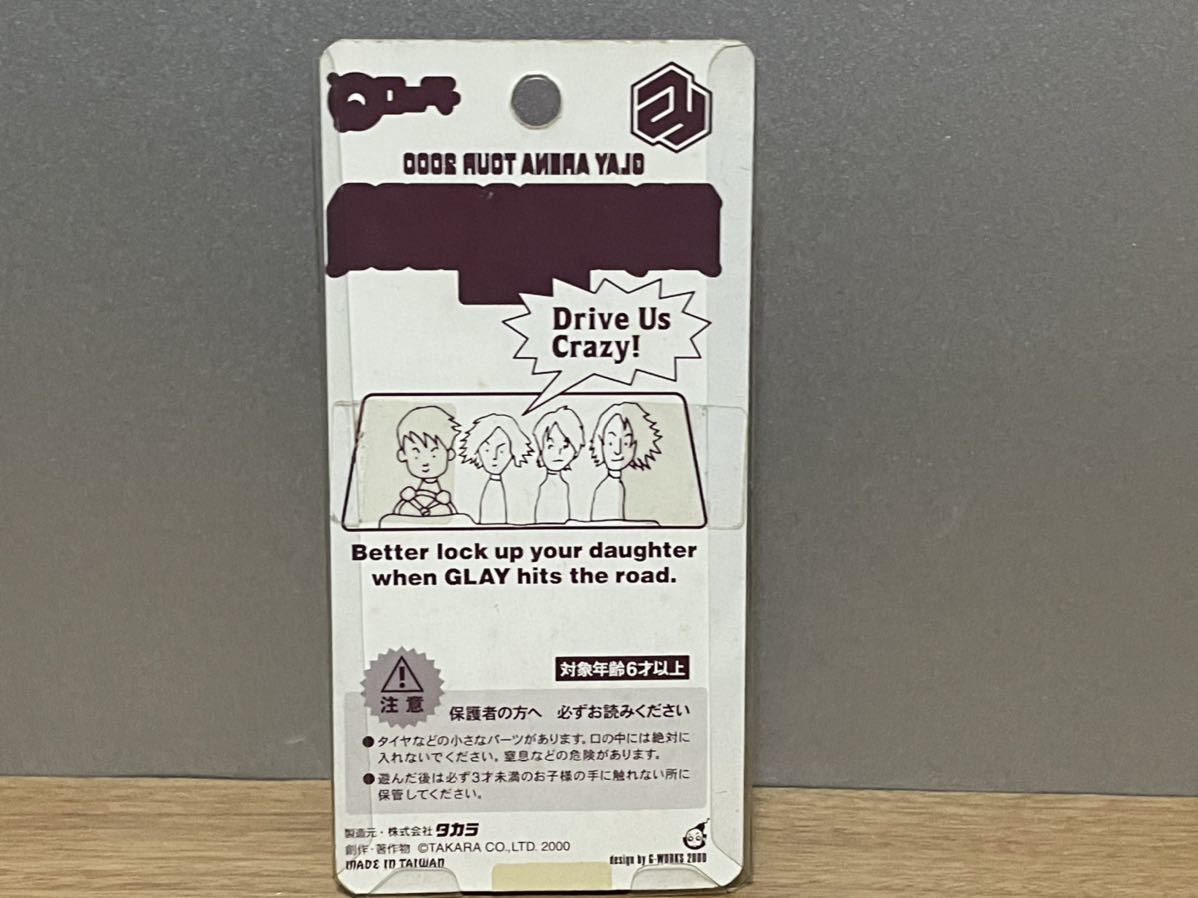 GLAY ARENA TOUR 2000
Drive Us
Crazy!
Better lock up your daughter
when GLAY hits the road.
対象年齢6才以上
注意
保護者の方へ 必ずお読みください
●タイヤなどの小さなパーツがあります。口の中には絶対に
入れないでください。窒息などの危険があります。
●遊んだ後は必ず3才未満のお子様の手に触れない所に
保管してください。
製造元・株式会社 タカラ
創作・著作物 ©TAKARA CO.,LTD. 2000
MADE IN TAIWAN
design by G-WORKS 2000